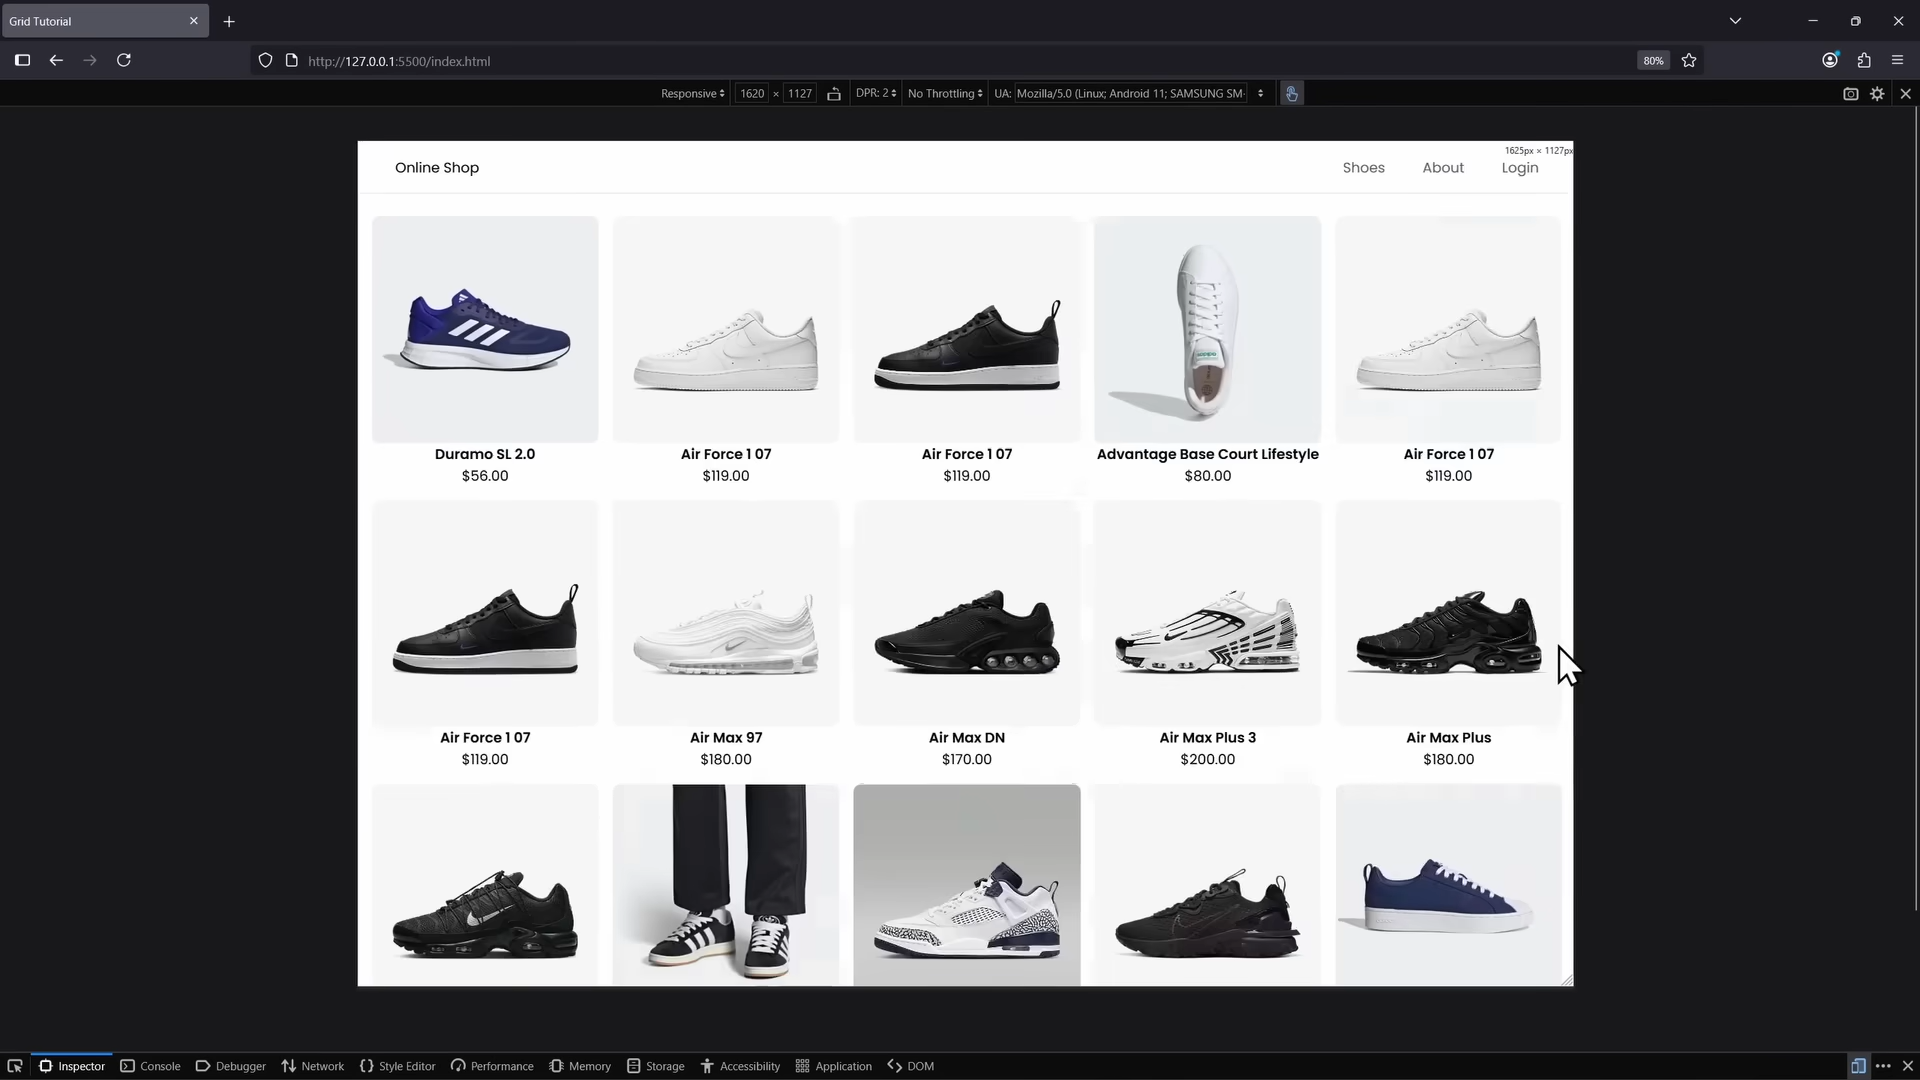 Grid Tutorial
http://127.0.0.1:5500/index.html
80%
Responsive
1620 × 1127
DPR: 2
No Throttling
UA: Mozilla/5.0 (Linux; Android 11; SAMSUNG SM-
1625px × 1127px
Online Shop
Shoes
About
Login
Duramo SL 2.0
Air Force 1 07
Air Force 1 07
Advantage Base Court Lifestyle
Air Force 1 07
$56.00
$119.00
$119.00
$80.00
$119.00
Air Force 1 07
Air Max 97
Air Max DN
Air Max Plus 3
Air Max Plus
$119.00
$180.00
$170.00
$200.00
$180.00
Inspector
Console
Debugger
Network
Style Editor
Performance
Memory
Storage
Accessibility
Application
DOM